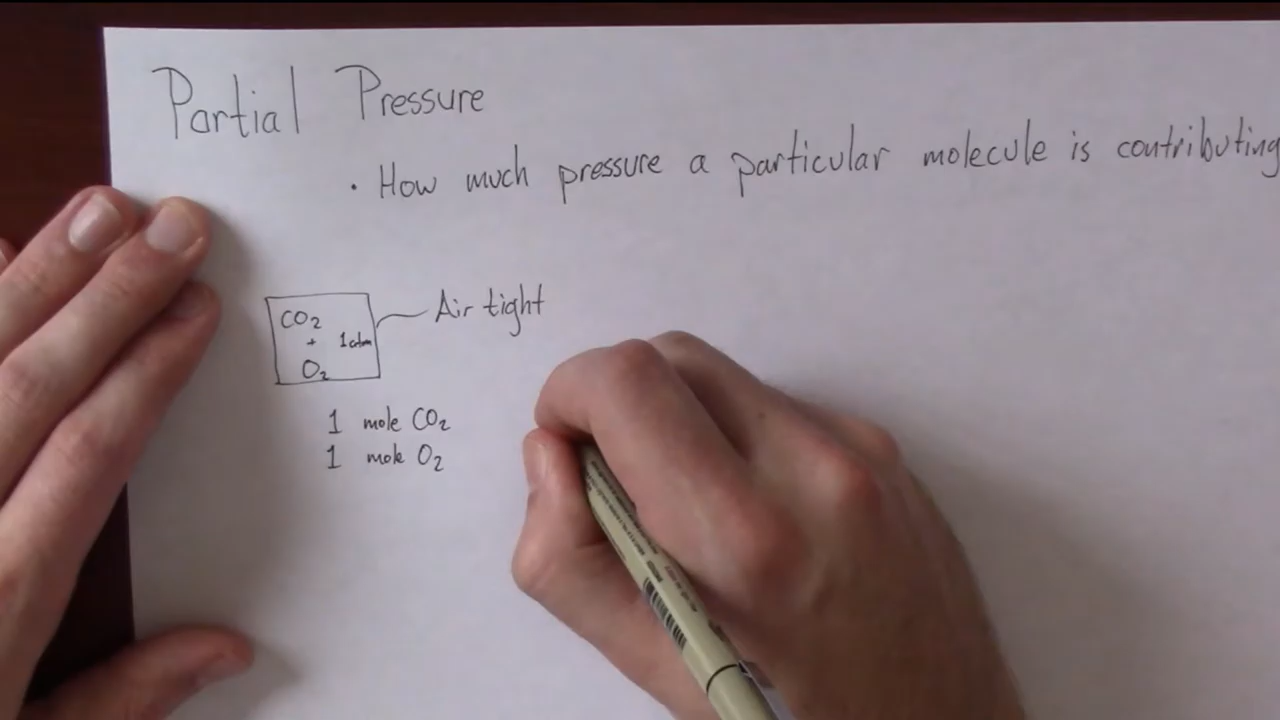 Partial Pressure
· How much pressure a particular molecule is contributing
CO₂
+ 1atm
O₂
Air tight
1 mole CO₂
1 mole O₂